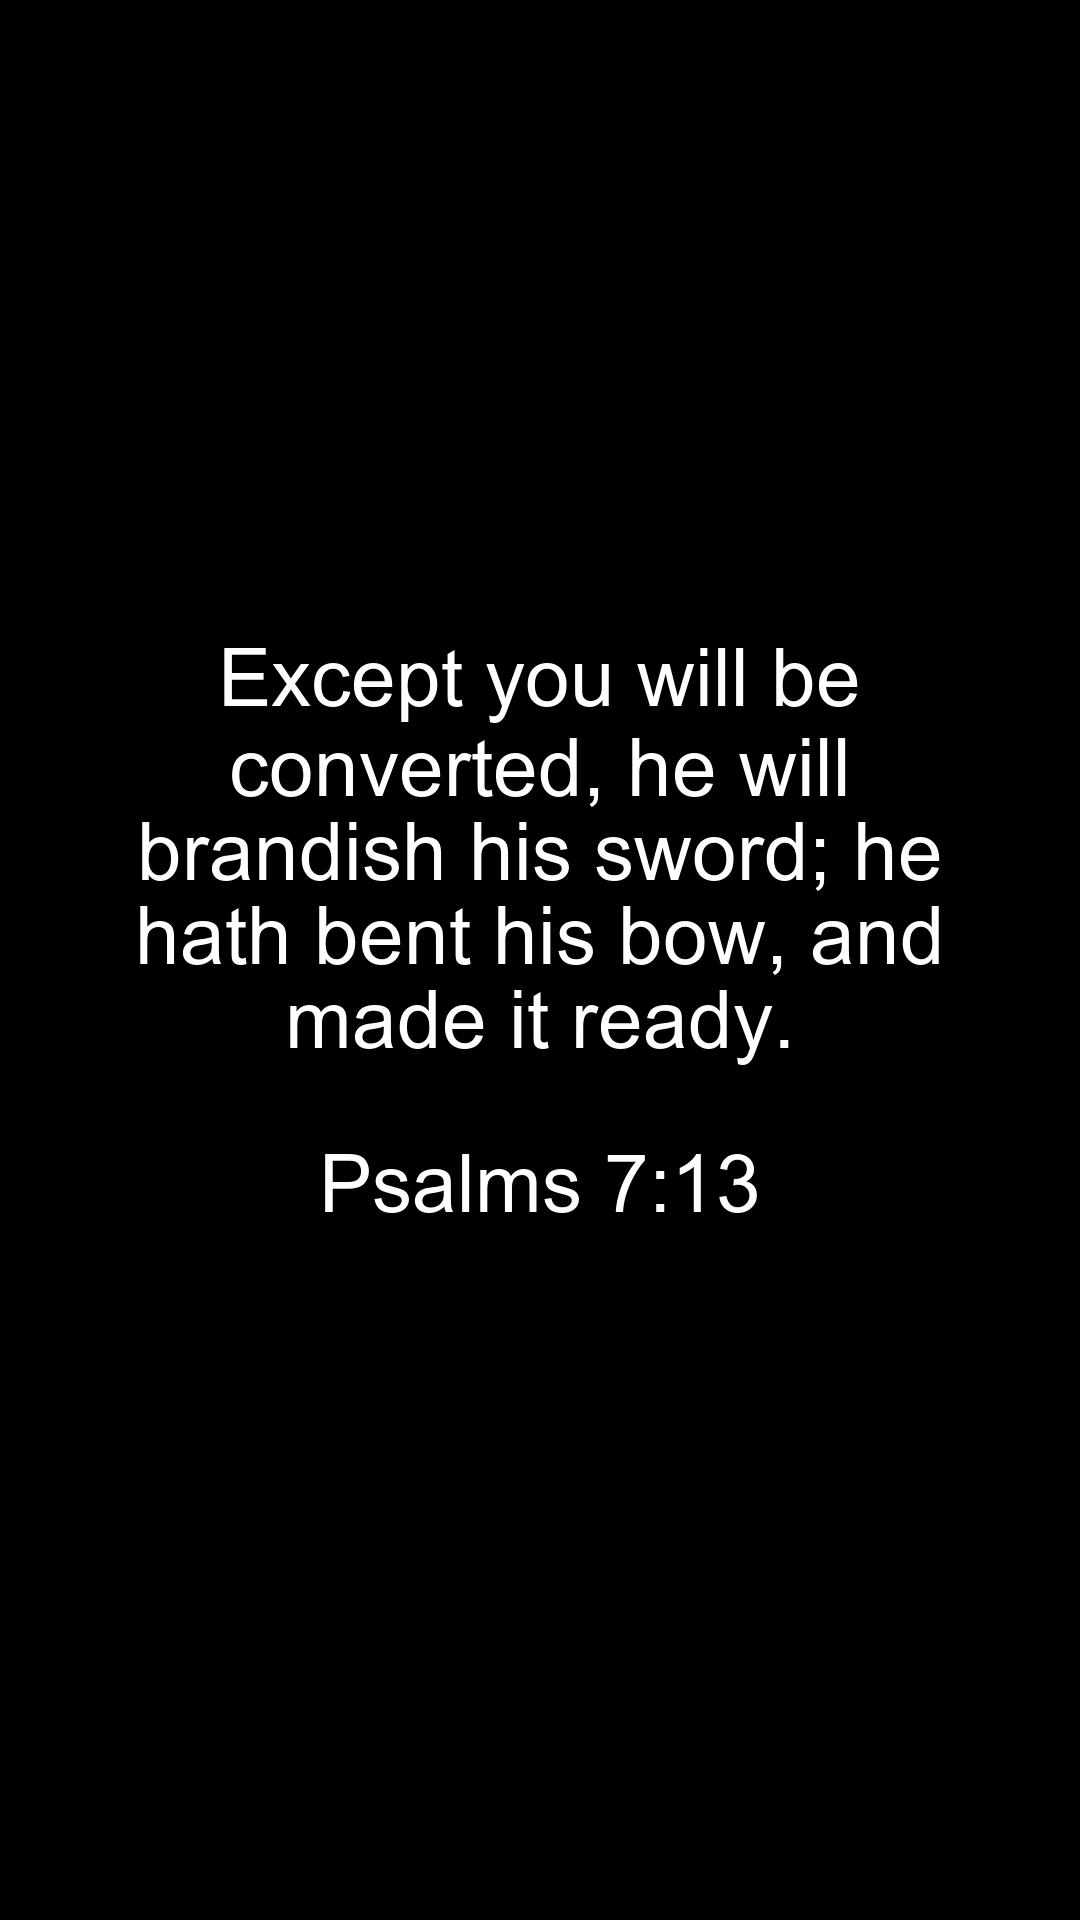 Except you will be
converted, he will
brandish his sword; he
hath bent his bow, and
made it ready.
Psalms 7:13